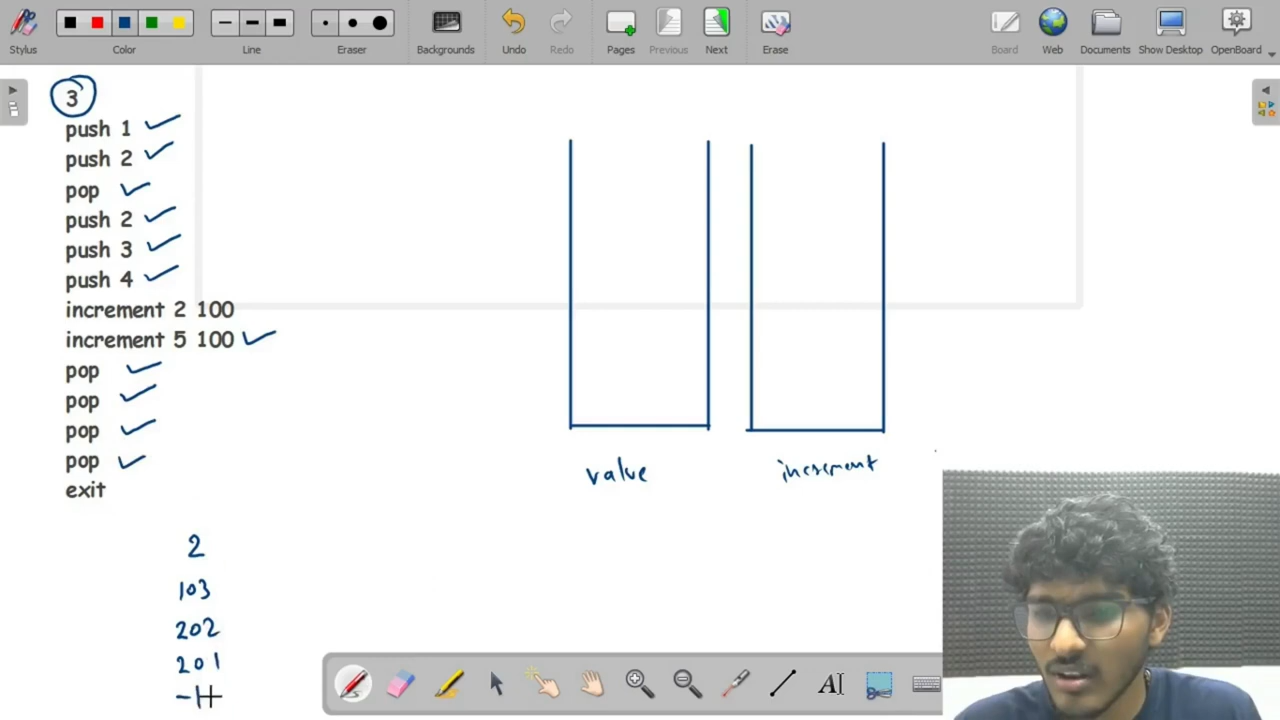 Stylus
Color
Line
Eraser
Backgrounds
Undo
Redo
Pages
Previous
Next
Erase
Board
Web
Documents
Show Desktop
OpenBoard
3
push 1
push 2
pop
push 2
push 3
push 4
increment 2 100
increment 5 100
pop
pop
pop
pop
exit
value
increment
2
103
202
201
-1